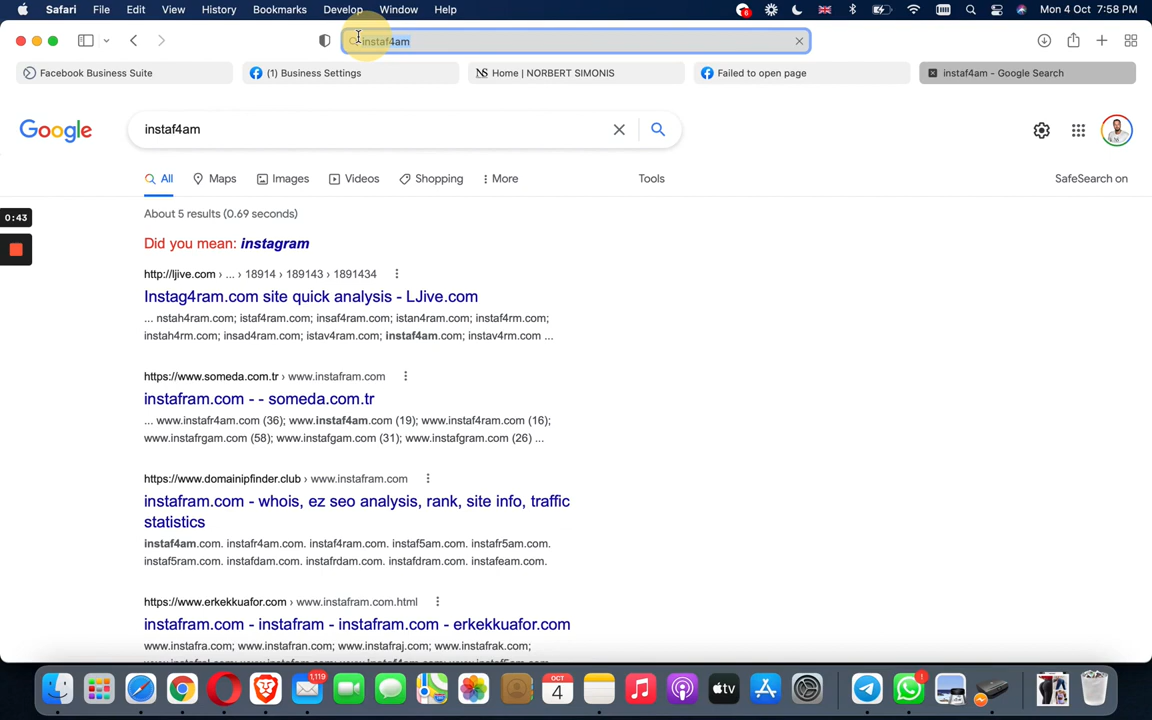 Safari File Edit View History Bookmarks Develop Window Help 6 Mon 4 Oct 7:58 PM
instaf4am
Facebook Business Suite (1) Business Settings NS Home | NORBERT SIMONIS Failed to open page instaf4am - Google Search
Google instaf4am
All Maps Images Videos Shopping More Tools SafeSearch on
0:43
About 5 results (0.69 seconds)
Did you mean: instagram
http://ljive.com › ... › 18914 › 189143 › 1891434
Instag4ram.com site quick analysis - LJive.com
... nstah4ram.com; istaf4ram.com; insaf4ram.com; istan4ram.com; instaf4rm.com;
instah4rm.com; insad4ram.com; istav4ram.com; instaf4am.com; instav4rm.com ...
https://www.someda.com.tr › www.instafram.com
instafram.com - - someda.com.tr
... www.instafr4am.com (36); www.instaf4am.com (19); www.instaf4ram.com (16);
www.instafrgam.com (58); www.instafgam.com (31); www.instafgram.com (26) ...
https://www.domainipfinder.club › www.instafram.com
instafram.com - whois, ez seo analysis, rank, site info, traffic
statistics
instaf4am.com. instafr4am.com. instaf4ram.com. instaf5am.com. instafr5am.com.
instaf5ram.com. instafdam.com. instafrdam.com. instafdram.com. instafeam.com.
https://www.erkekkuafor.com › www.instafram.com.html
instafram.com - instafram - instafram.com - erkekkuafor.com
www.instafra.com; www.instafran.com; www.instafraj.com; www.instafrak.com;
1,119 OCT 4 tv